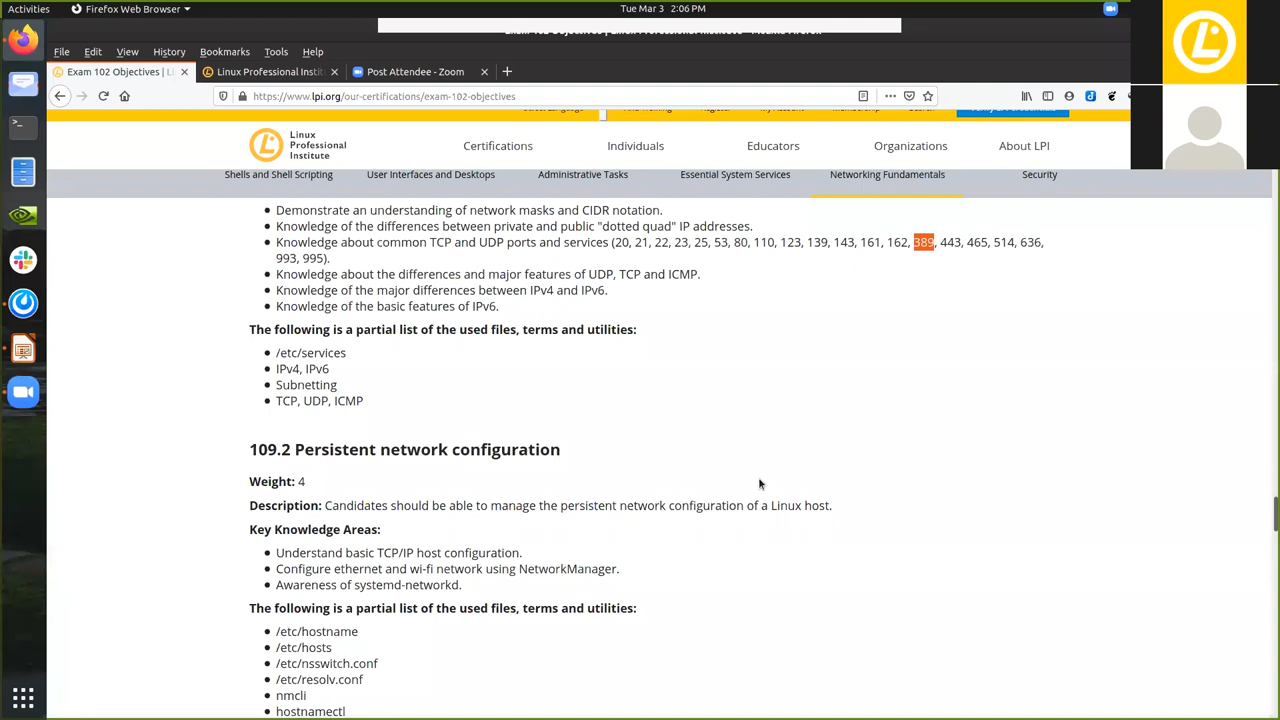 Activities
Firefox Web Browser
Tue Mar 3 2:06 PM
File Edit View History Bookmarks Tools Help
Exam 102 Objectives | Li
Linux Professional Instit
Post Attendee - Zoom
https://www.lpi.org/our-certifications/exam-102-objectives
Linux
Professional
Institute
Certifications
Individuals
Educators
Organizations
About LPI
Shells and Shell Scripting
User Interfaces and Desktops
Administrative Tasks
Essential System Services
Networking Fundamentals
Security
Demonstrate an understanding of network masks and CIDR notation.
Knowledge of the differences between private and public "dotted quad" IP addresses.
Knowledge about common TCP and UDP ports and services (20, 21, 22, 23, 25, 53, 80, 110, 123, 139, 143, 161, 162, 389, 443, 465, 514, 636,
993, 995).
Knowledge about the differences and major features of UDP, TCP and ICMP.
Knowledge of the major differences between IPv4 and IPv6.
Knowledge of the basic features of IPv6.
The following is a partial list of the used files, terms and utilities:
/etc/services
IPv4, IPv6
Subnetting
TCP, UDP, ICMP
109.2 Persistent network configuration
Weight: 4
Description: Candidates should be able to manage the persistent network configuration of a Linux host.
Key Knowledge Areas:
Understand basic TCP/IP host configuration.
Configure ethernet and wi-fi network using NetworkManager.
Awareness of systemd-networkd.
The following is a partial list of the used files, terms and utilities:
/etc/hostname
/etc/hosts
/etc/nsswitch.conf
/etc/resolv.conf
nmcli
hostnamectl